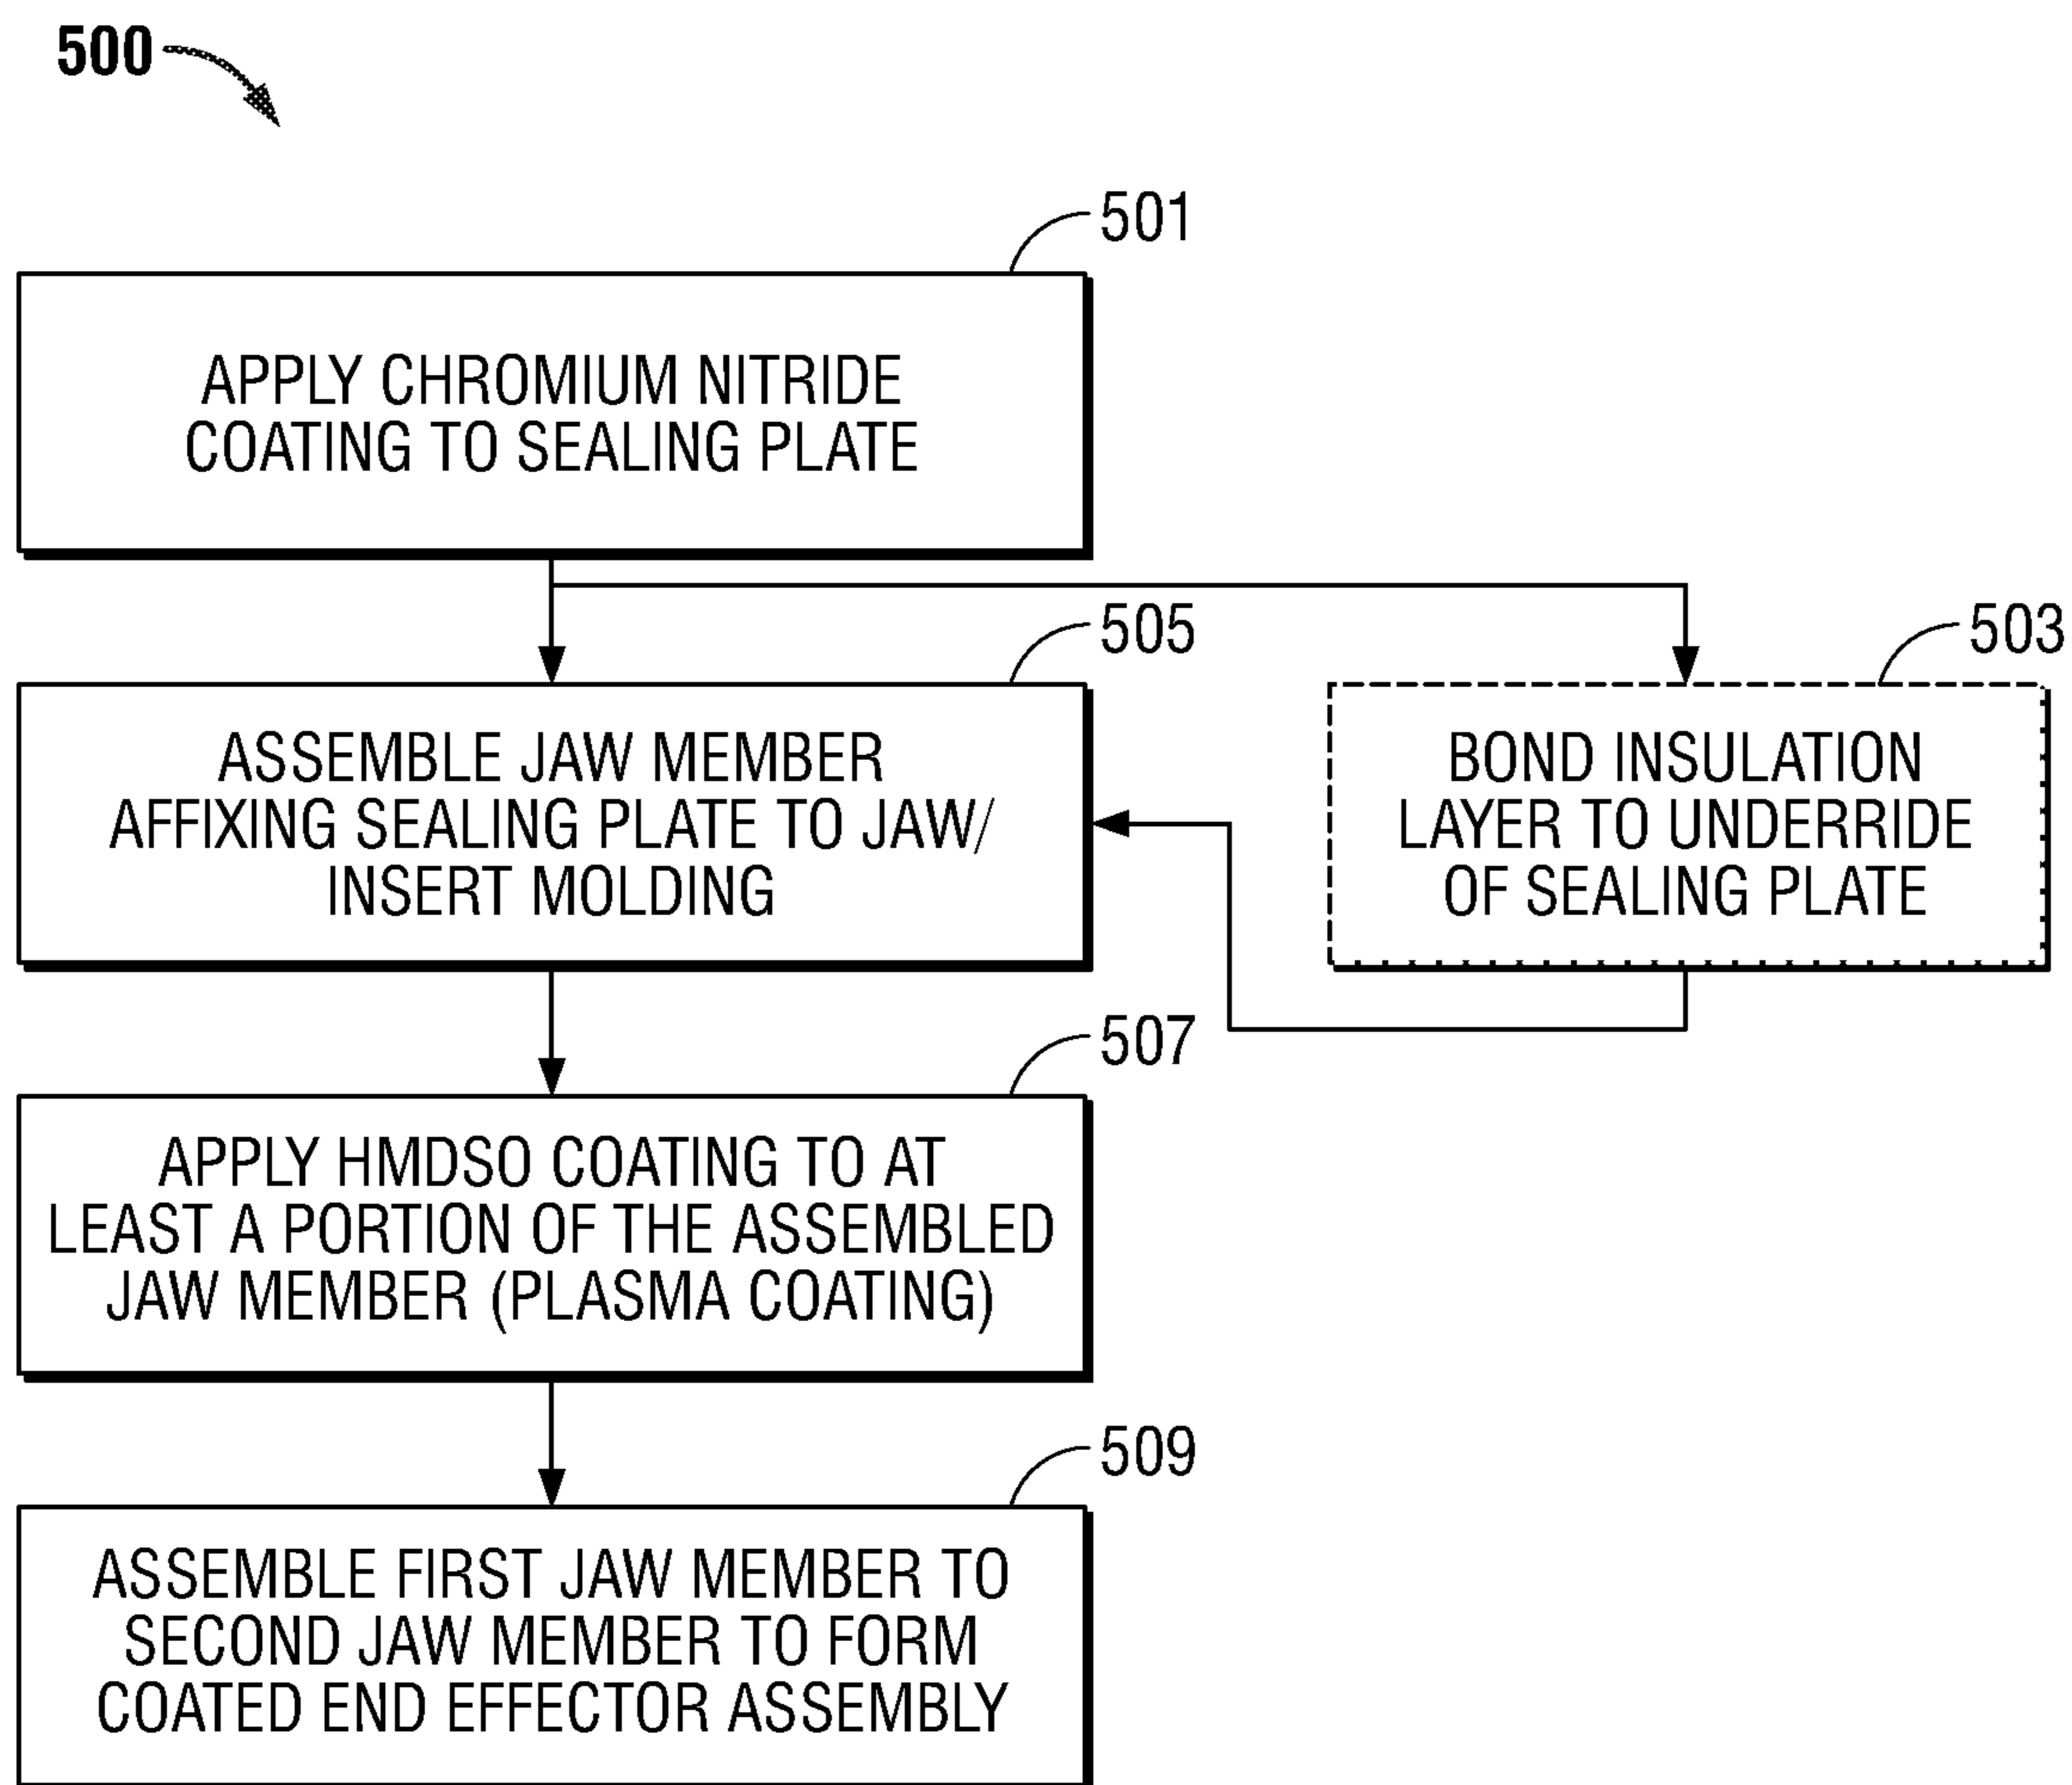 500
501
APPLY CHROMIUM NITRIDE
COATING TO SEALING PLATE
505
ASSEMBLE JAW MEMBER
AFFIXING SEALING PLATE TO JAW/
INSERT MOLDING
503
BOND INSULATION
LAYER TO UNDERRIDE
OF SEALING PLATE
507
APPLY HMDSO COATING TO AT
LEAST A PORTION OF THE ASSEMBLED
JAW MEMBER (PLASMA COATING)
509
ASSEMBLE FIRST JAW MEMBER TO
SECOND JAW MEMBER TO FORM
COATED END EFFECTOR ASSEMBLY